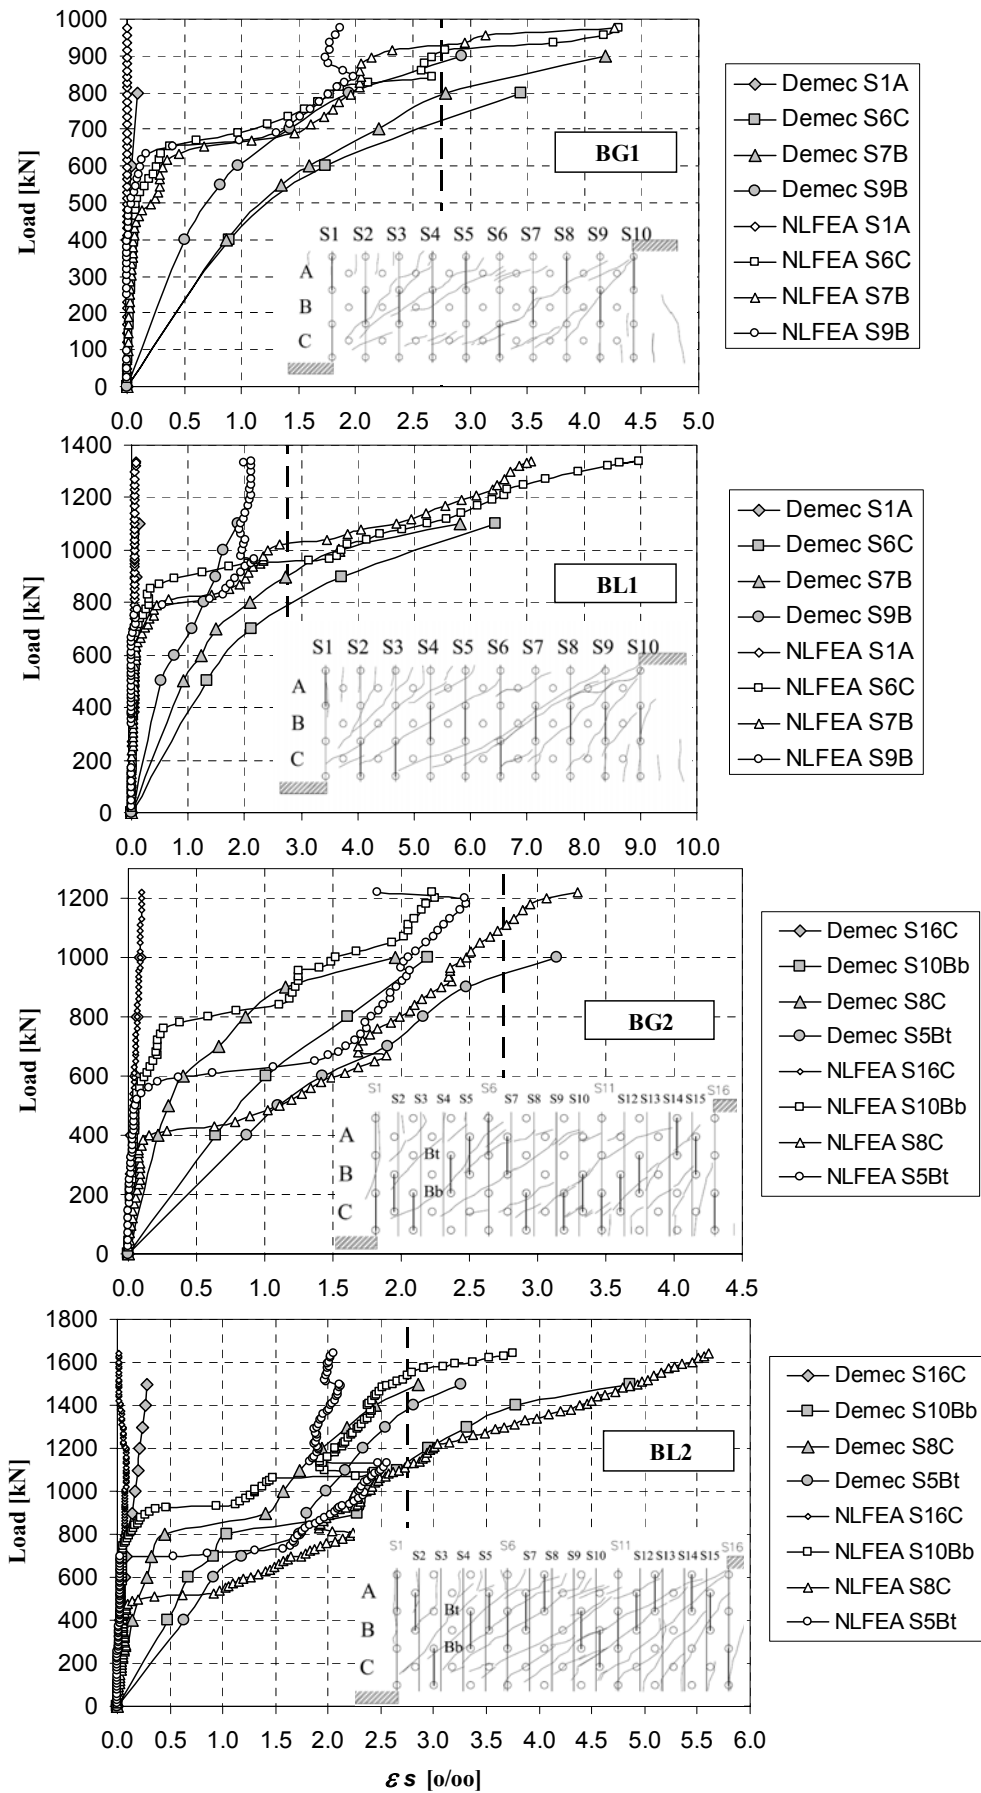 1000
900
800
700
600
500
400
300
200
100
0
Load [kN]
0.0 0.5 1.0 1.5 2.0 2.5 3.0 3.5 4.0 4.5 5.0
BG1
S1 S2 S3 S4 S5 S6 S7 S8 S9 S10
A
B
C
Demec S1A
Demec S6C
Demec S7B
Demec S9B
NLFEA S1A
NLFEA S6C
NLFEA S7B
NLFEA S9B
1400
1200
1000
800
600
400
200
0
Load [kN]
0.0 1.0 2.0 3.0 4.0 5.0 6.0 7.0 8.0 9.0 10.0
BL1
S1 S2 S3 S4 S5 S6 S7 S8 S9 S10
A
B
C
Demec S1A
Demec S6C
Demec S7B
Demec S9B
NLFEA S1A
NLFEA S6C
NLFEA S7B
NLFEA S9B
1200
1000
800
600
400
200
0
Load [kN]
0.0 0.5 1.0 1.5 2.0 2.5 3.0 3.5 4.0 4.5
BG2
S1 S2 S3 S4 S5 S6 S7 S8 S9 S10 S11 S12 S13 S14 S15 S16
A
Bt
B
Bb
C
Demec S16C
Demec S10Bb
Demec S8C
Demec S5Bt
NLFEA S16C
NLFEA S10Bb
NLFEA S8C
NLFEA S5Bt
1800
1600
1400
1200
1000
800
600
400
200
0
Load [kN]
0.0 0.5 1.0 1.5 2.0 2.5 3.0 3.5 4.0 4.5 5.0 5.5 6.0
BL2
S1 S2 S3 S4 S5 S6 S7 S8 S9 S10 S11 S12 S13 S14 S15 S16
A
Bt
B
Bb
C
Demec S16C
Demec S10Bb
Demec S8C
Demec S5Bt
NLFEA S16C
NLFEA S10Bb
NLFEA S8C
NLFEA S5Bt
ε s [o/oo]